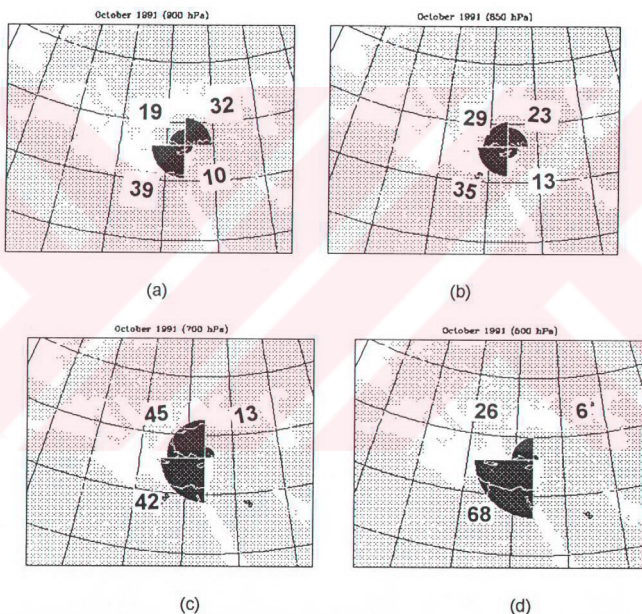 October 1991 (900 hPa)
19 32
39 10
(a)
October 1991 (850 hPa)
29 23
35 13
(b)
October 1991 (700 hPa)
45 13
42
(c)
October 1991 (500 hPa)
26 6
68
(d)